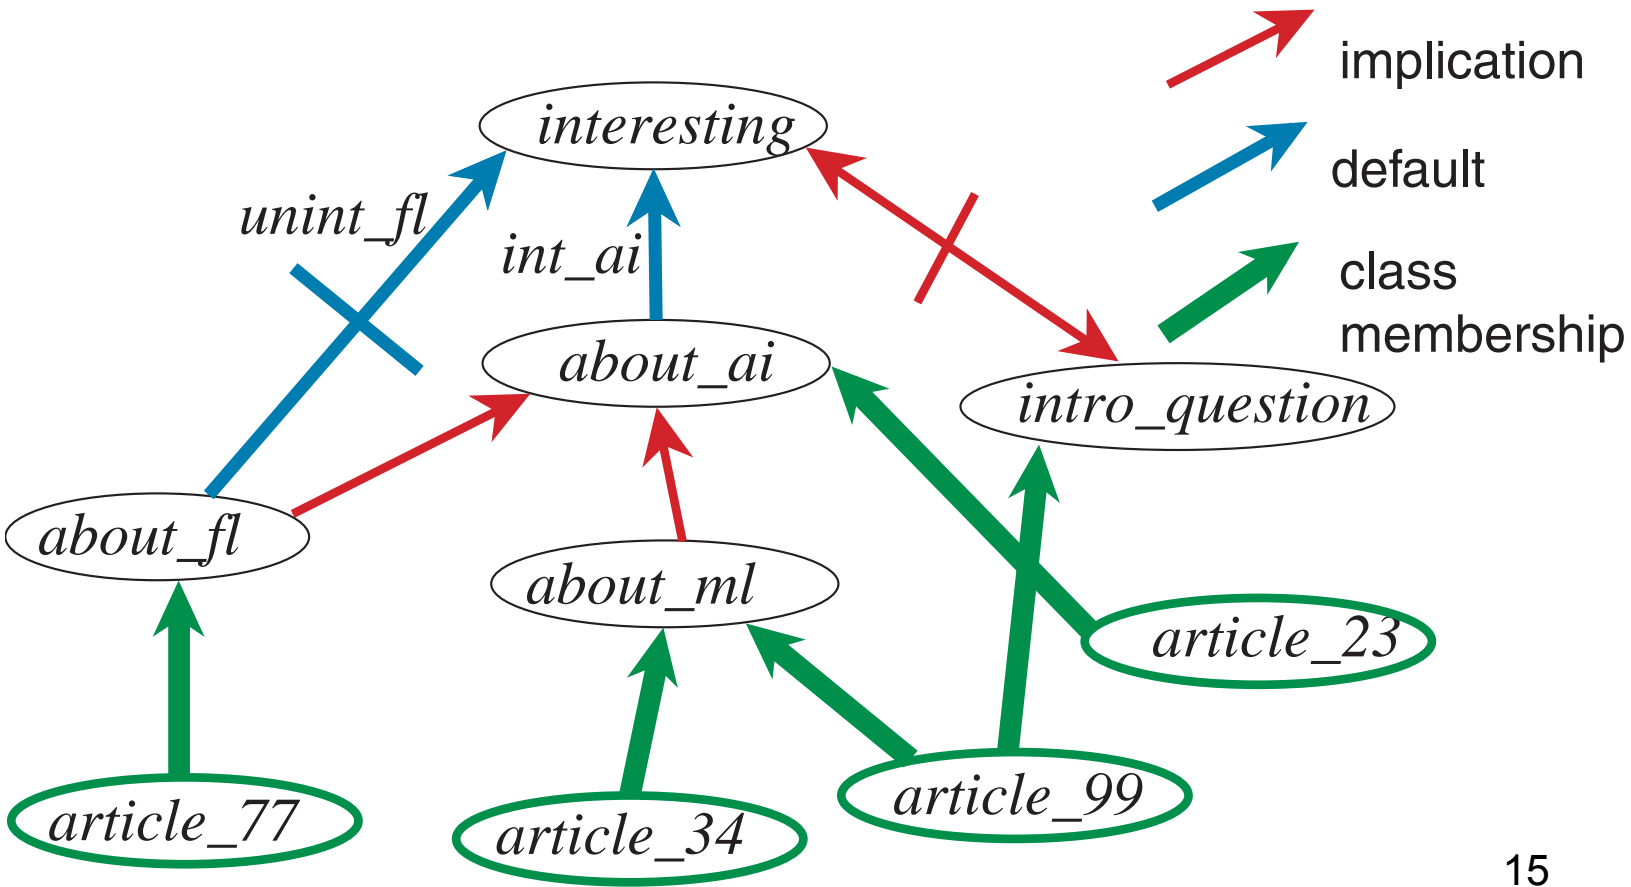 implication
interesting
default
unint_fl
int_ai
class
membership
about_ai
intro_question
about_fl
about_ml
article_23
article_77
article_34
article_99
15